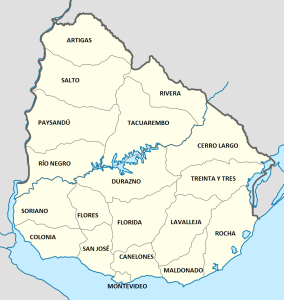 ARTIGAS
SALTO
RIVERA
PAYSANDÚ
TACUAREMBO
CERRO LARGO
RÍO NEGRO
DURAZNO
TREINTA Y TRES
SORIANO
FLORES
FLORIDA
LAVALLEJA
COLONIA
ROCHA
SAN JOSÉ
CANELONES
MALDONADO
MONTEVIDEO